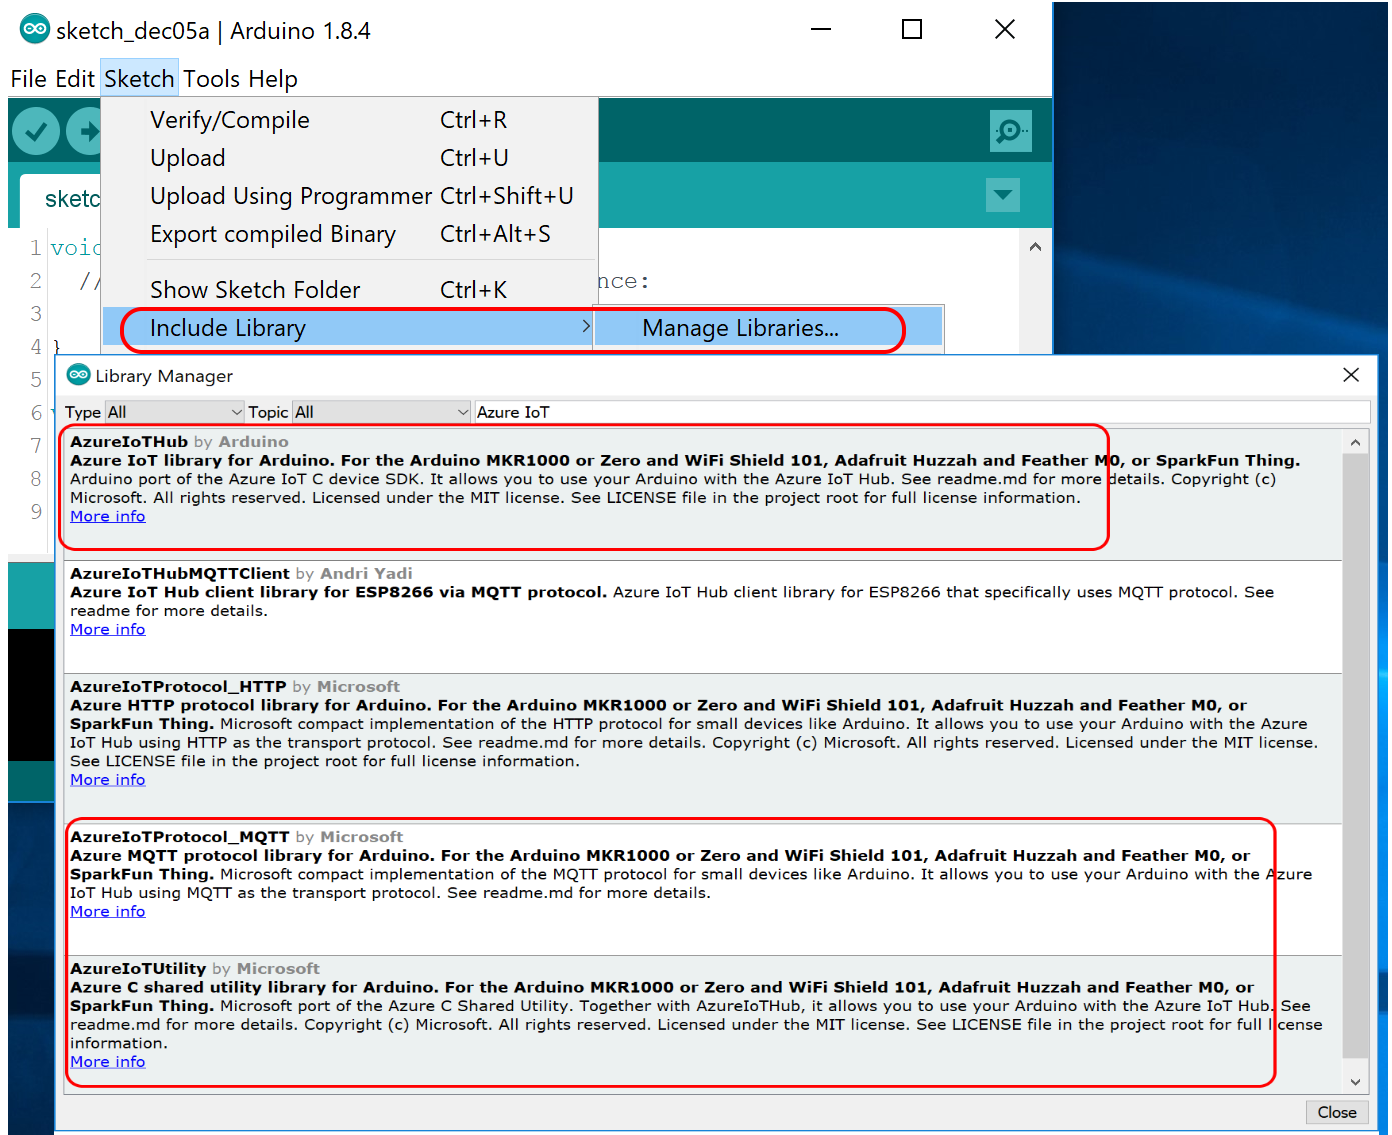 sketch_dec05a | Arduino 1.8.4
File Edit Sketch Tools Help
Verify/Compile Ctrl+R
Upload Ctrl+U
Upload Using Programmer Ctrl+Shift+U
Export compiled Binary Ctrl+Alt+S
Show Sketch Folder Ctrl+K
Include Library Manage Libraries...
sketc
1 voic
2 // nce:
3
4 }
5
6
7
8
9
Library Manager
Type All Topic All Azure IoT
AzureIoTHub by Arduino
Azure IoT library for Arduino. For the Arduino MKR1000 or Zero and WiFi Shield 101, Adafruit Huzzah and Feather M0, or SparkFun Thing.
Arduino port of the Azure IoT C device SDK. It allows you to use your Arduino with the Azure IoT Hub. See readme.md for more details. Copyright (c)
Microsoft. All rights reserved. Licensed under the MIT license. See LICENSE file in the project root for full license information.
More info
AzureIoTHubMQTTClient by Andri Yadi
Azure IoT Hub client library for ESP8266 via MQTT protocol. Azure IoT Hub client library for ESP8266 that specifically uses MQTT protocol. See
readme for more details.
More info
AzureIoTProtocol_HTTP by Microsoft
Azure HTTP protocol library for Arduino. For the Arduino MKR1000 or Zero and WiFi Shield 101, Adafruit Huzzah and Feather M0, or
SparkFun Thing. Microsoft compact implementation of the HTTP protocol for small devices like Arduino. It allows you to use your Arduino with the Azure
IoT Hub using HTTP as the transport protocol. See readme.md for more details. Copyright (c) Microsoft. All rights reserved. Licensed under the MIT license.
See LICENSE file in the project root for full license information.
More info
AzureIoTProtocol_MQTT by Microsoft
Azure MQTT protocol library for Arduino. For the Arduino MKR1000 or Zero and WiFi Shield 101, Adafruit Huzzah and Feather M0, or
SparkFun Thing. Microsoft compact implementation of the MQTT protocol for small devices like Arduino. It allows you to use your Arduino with the Azure
IoT Hub using MQTT as the transport protocol. See readme.md for more details.
More info
AzureIoTUtility by Microsoft
Azure C shared utility library for Arduino. For the Arduino MKR1000 or Zero and WiFi Shield 101, Adafruit Huzzah and Feather M0, or
SparkFun Thing. Microsoft port of the Azure C Shared Utility. Together with AzureIoTHub, it allows you to use your Arduino with the Azure IoT Hub. See
readme.md for more details. Copyright (c) Microsoft. All rights reserved. Licensed under the MIT license. See LICENSE file in the project root for full license
information.
More info
Close